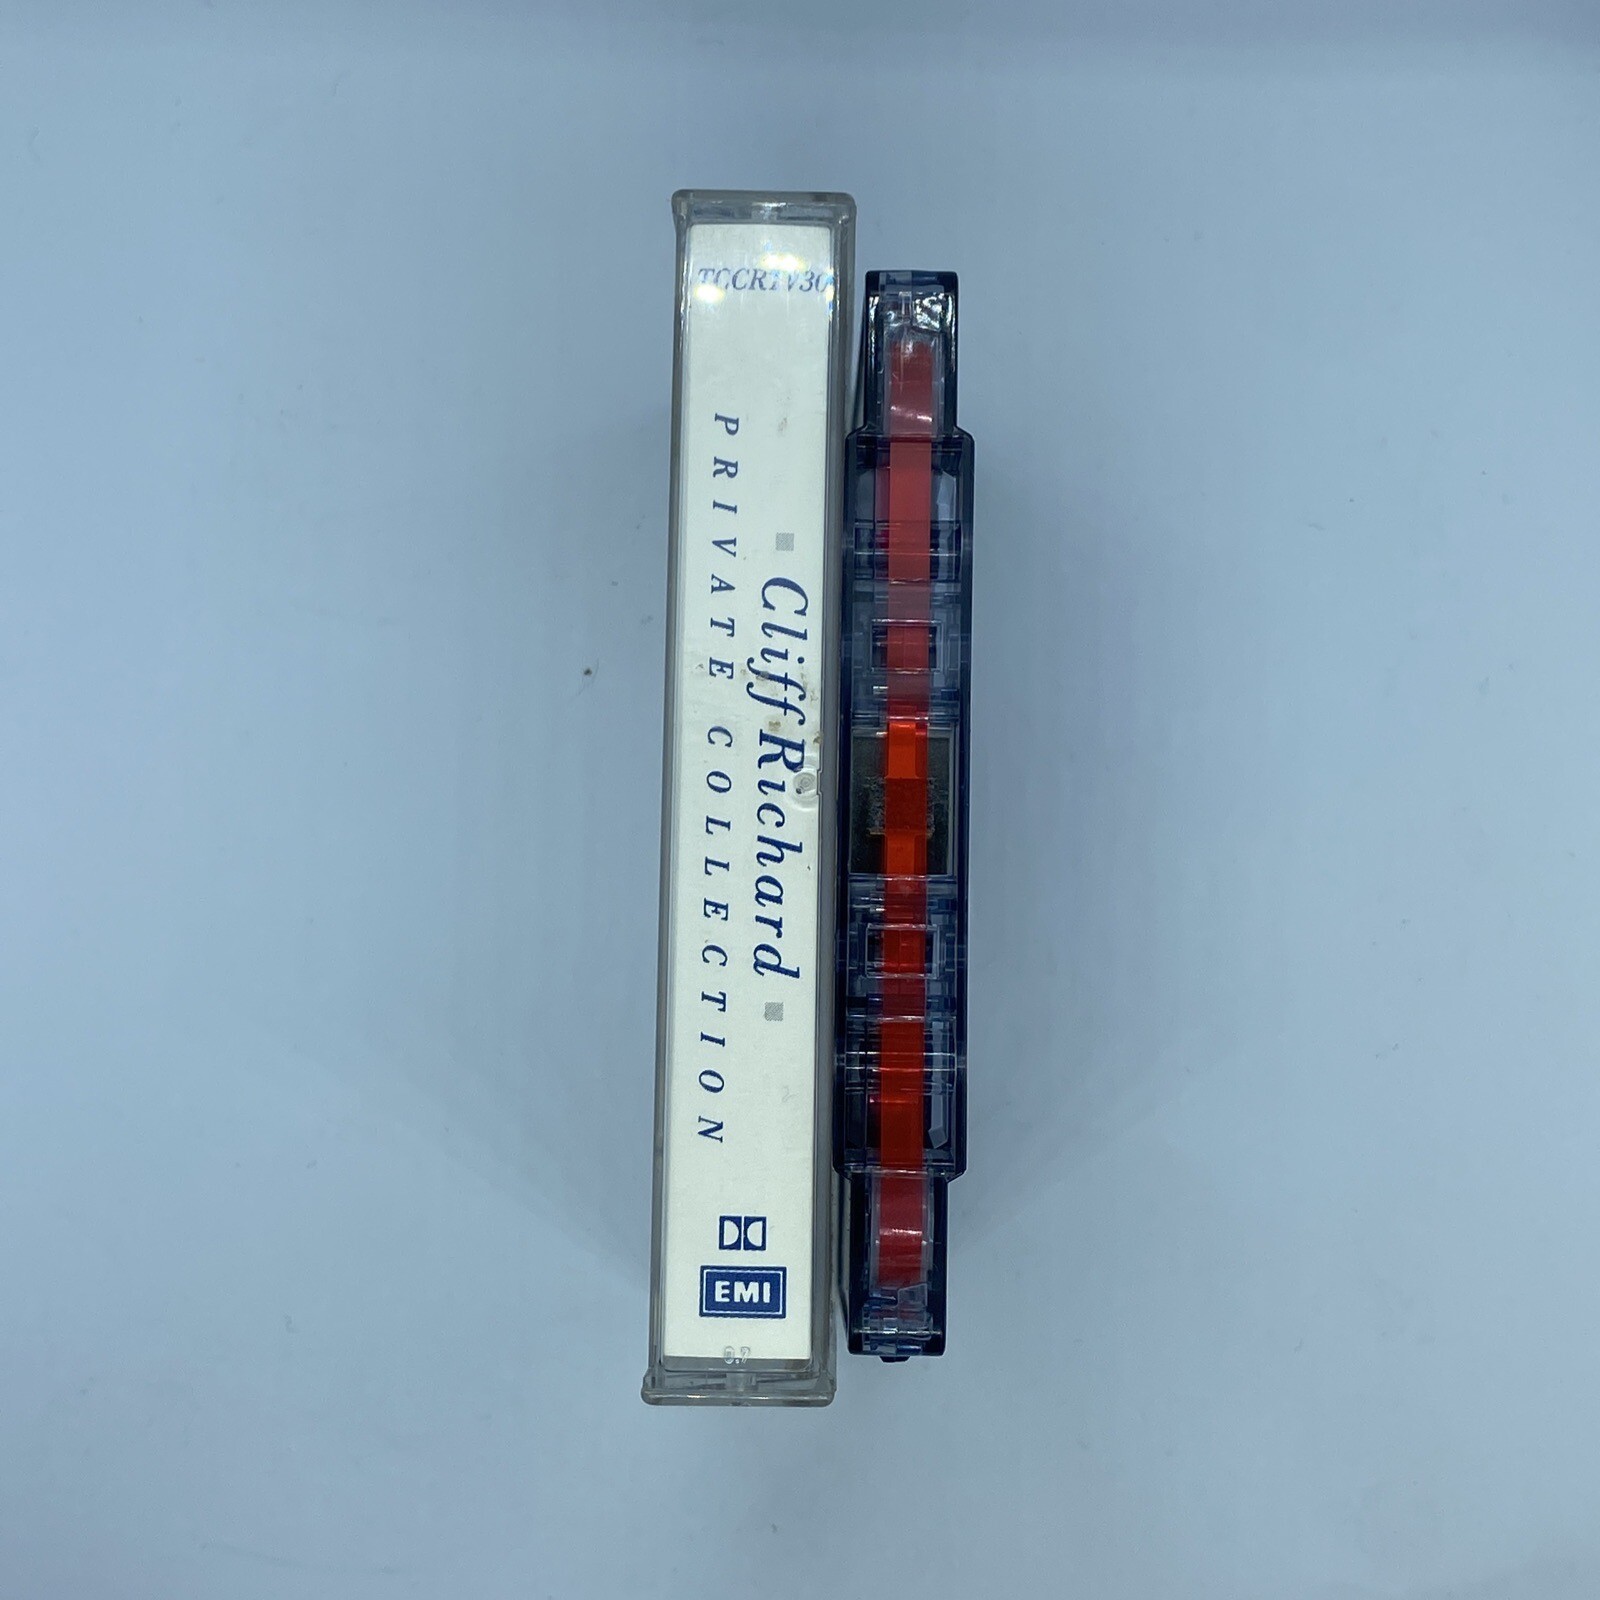 TCCRTV30
Cliff Richard
PRIVATE COLLECTION
EMI